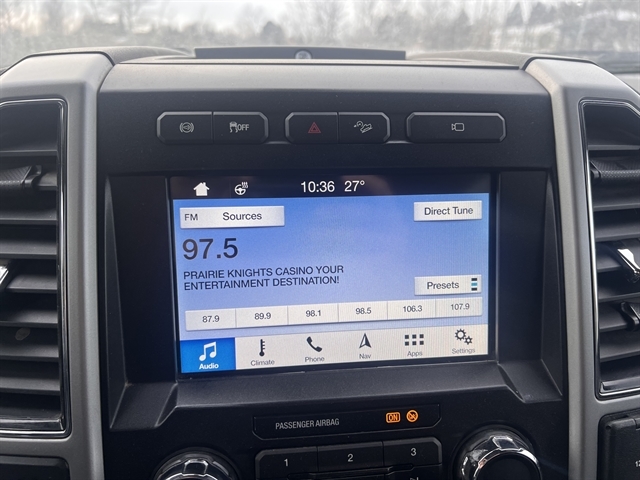 OFF
10:36 27°
FM Sources
Direct Tune
97.5
PRAIRIE KNIGHTS CASINO YOUR
ENTERTAINMENT DESTINATION!
Presets
87.9 89.9 98.1 98.5 106.3 107.9
Audio Climate Phone Nav Apps Settings
PASSENGER AIRBAG ON
1 2 3